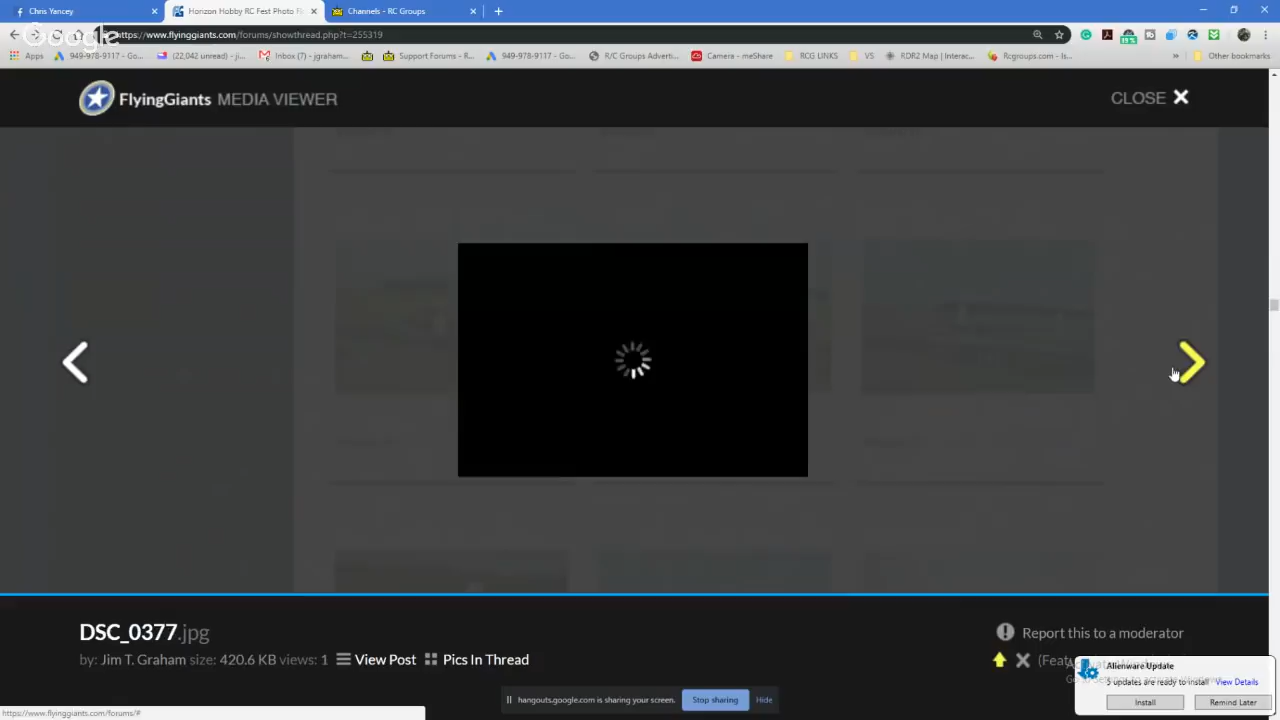 Chris Yancey
Horizon Hobby RC Fest Photo R
Channels - RC Groups
Google
https://www.flyinggiants.com/forums/showthread.php?t=255319
Apps
949-978-9117 - Go...
(22,042 unread) - ji...
Inbox (7) - jgraham...
Support Forums - R...
949-978-9117 - Go...
R/C Groups Adverti...
Camera - meShare
RCG LINKS
VS
RDR2 Map | Interac...
Rcgroups.com - Is...
Other bookmarks
FlyingGiants MEDIA VIEWER
CLOSE
DSC_0377.jpg
Report this to a moderator
by: Jim T. Graham size: 420.6 KB views: 1 View Post Pics In Thread
Alienware Update
5 updates are ready to install View Details
Install
Remind Later
hangouts.google.com is sharing your screen.
Stop sharing
Hide
https://www.flyinggiants.com/forums/#